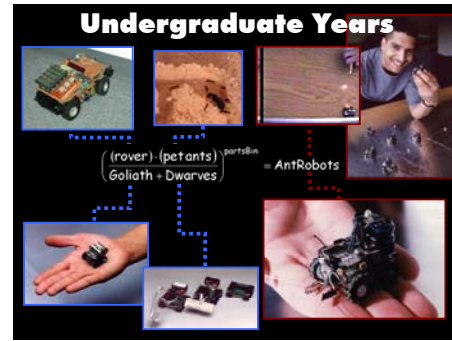 Undergraduate Years
(rover)·(pet ants)
Goliath + Dwarves
partsBin
= AntRobots